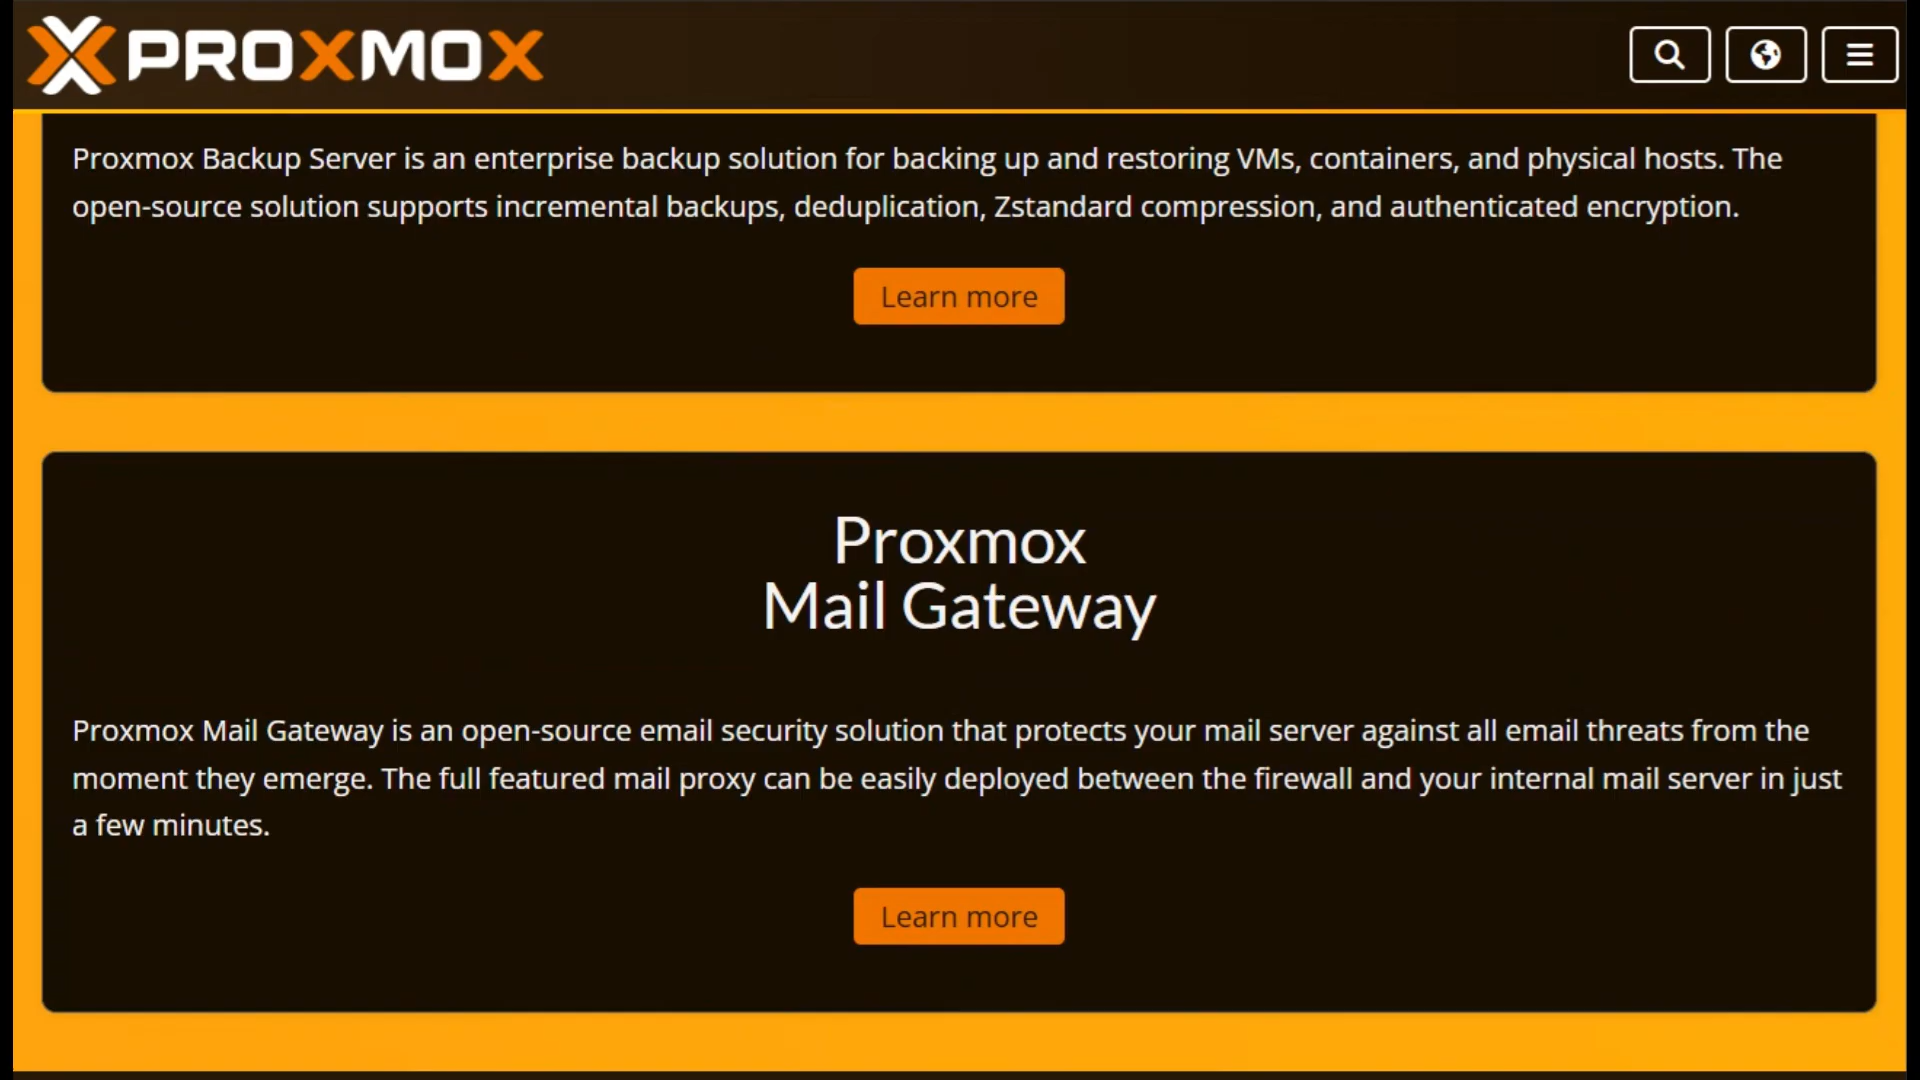 PROXMOX
Proxmox Backup Server is an enterprise backup solution for backing up and restoring VMs, containers, and physical hosts. The
open-source solution supports incremental backups, deduplication, Zstandard compression, and authenticated encryption.
Learn more
Proxmox
Mail Gateway
Proxmox Mail Gateway is an open-source email security solution that protects your mail server against all email threats from the
moment they emerge. The full featured mail proxy can be easily deployed between the firewall and your internal mail server in just
a few minutes.
Learn more